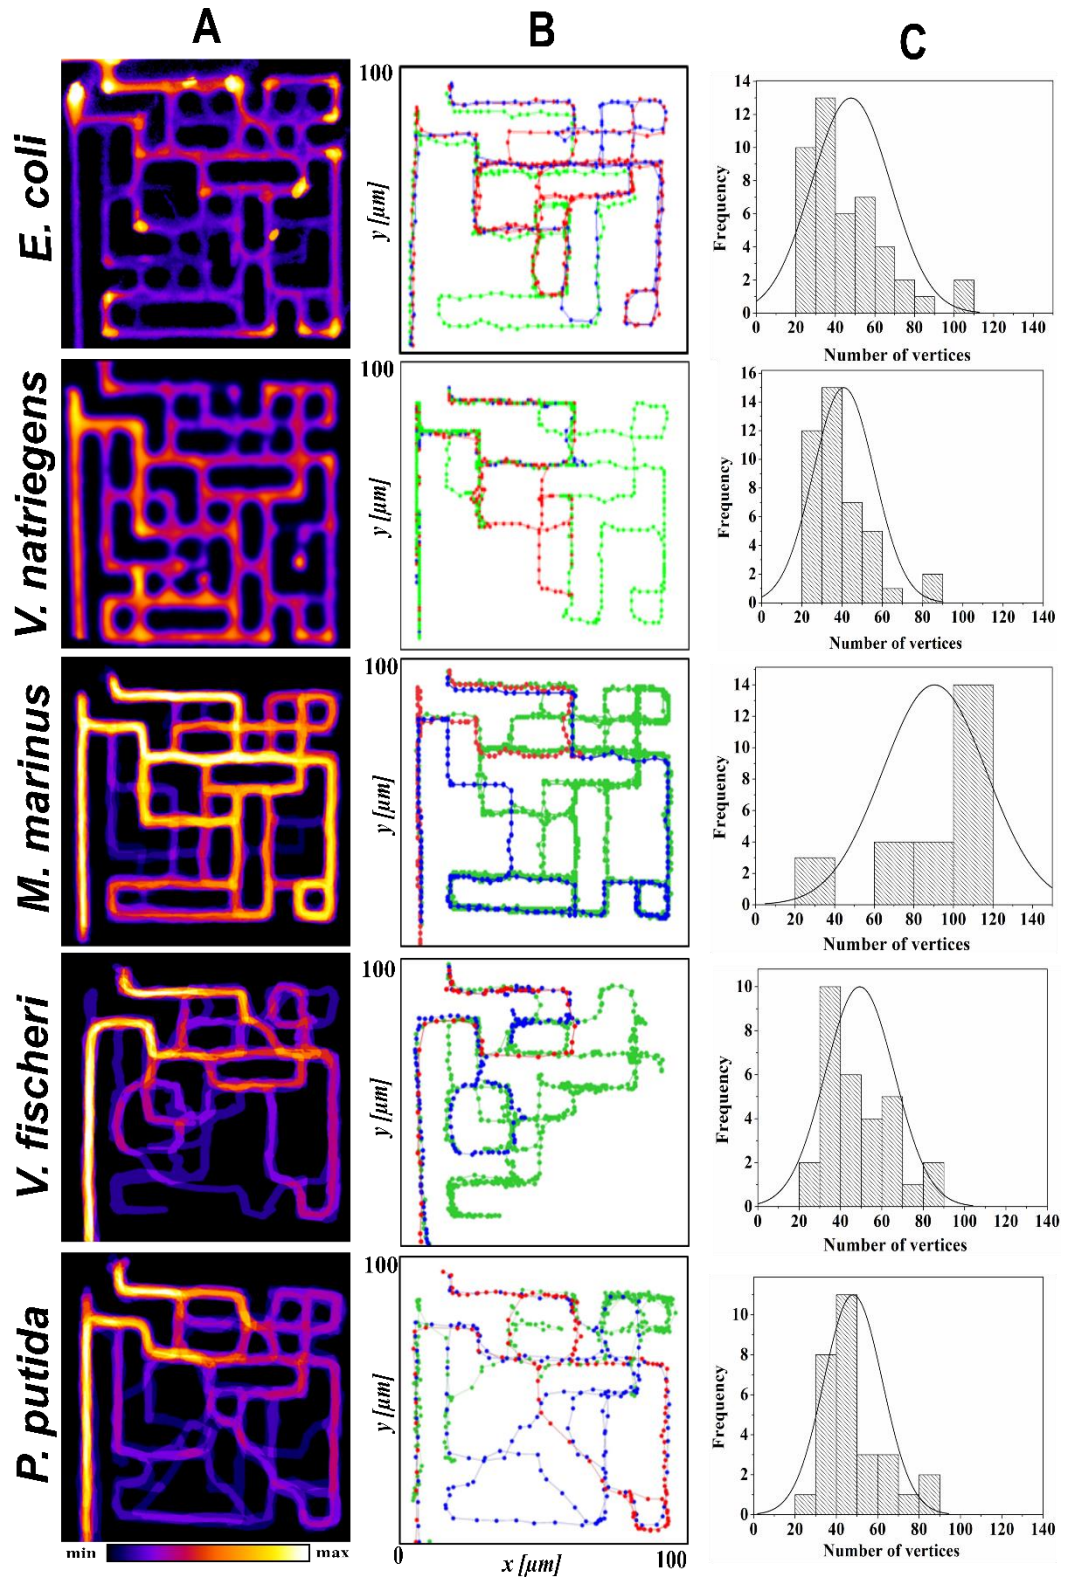 A B C
E. coli
100
y [µm]
Frequency
14
12
10
8
6
4
2
0
0 20 40 60 80 100 120 140
Number of vertices
V. natriegens
100
y [µm]
Frequency
16
14
12
10
8
6
4
2
0
0 20 40 60 80 100 120 140
Number of vertices
M. marinus
100
y [µm]
Frequency
14
12
10
8
6
4
2
0
0 20 40 60 80 100 120 140
Number of vertices
V. fischeri
100
y [µm]
Frequency
10
8
6
4
2
0
0 20 40 60 80 100 120 140
Number of vertices
P. putida
100
y [µm]
Frequency
10
8
6
4
2
0
0 20 40 60 80 100 120 140
Number of vertices
min max
0 x [µm] 100